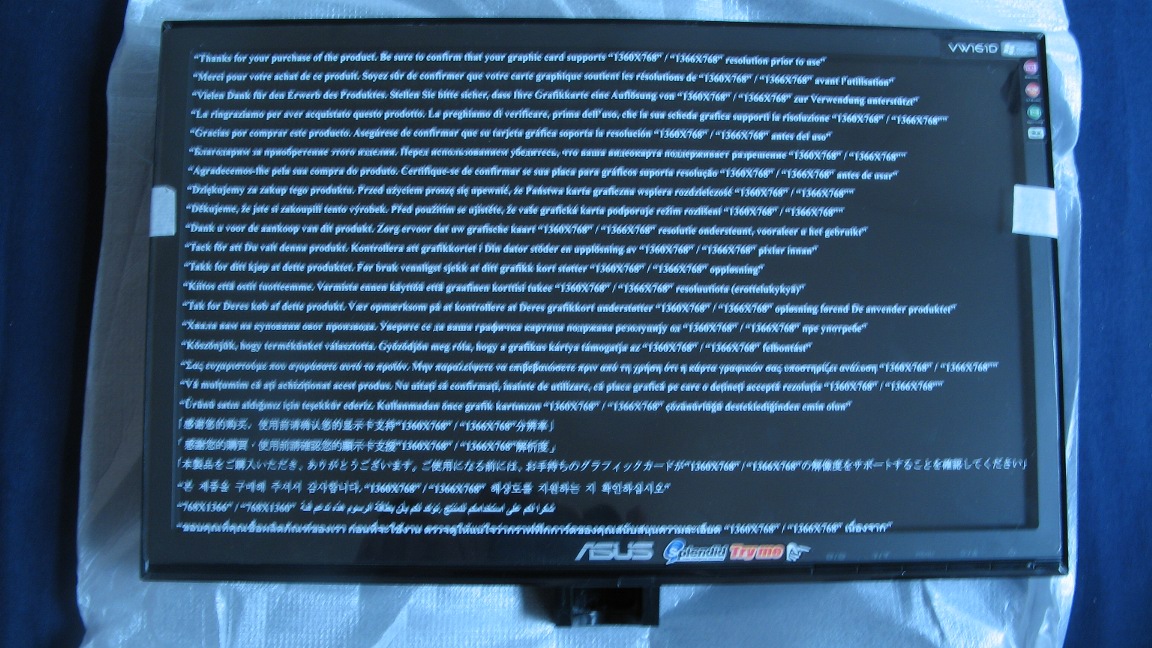 VW161D
"Thanks for your purchase of the product. Be sure to confirm that your graphic card supports "1360X768" / "1366X768" resolution prior to use"
"Merci pour votre achat de ce produit. Soyez sûr de confirmer que votre carte graphique soutient les résolutions de "1360X768" / "1366X768" avant l'utilisation"
"Vielen Dank für den Erwerb des Produktes. Stellen Sie bitte sicher, dass Ihre Grafikkarte eine Auflösung von "1360X768" / "1366X768" zur Verwendung unterstützt"
"La ringraziamo per aver acquistato questo prodotto. La preghiamo di verificare, prima dell'uso, che la sua scheda grafica supporti la risoluzione "1360X768" / "1366X768""
"Gracias por comprar este producto. Asegúrese de confirmar que su tarjeta gráfica soporta la resolución "1360X768" / "1366X768" antes del uso"
"Благодарим за приобретение этого изделия. Перед использованием убедитесь, что ваша видеокарта поддерживает разрешение "1360X768" / "1366X768""
"Agradecemos-lhe pela sua compra do produto. Certifique-se de confirmar se sua placa para gráficos suporta resolução "1360X768" / "1366X768" antes de usar"
"Dziękujemy za zakup tego produktu. Przed użyciem proszę się upewnić, że Państwa karta graficzna wspiera rozdzielczość "1360X768" / "1366X768""
"Děkujeme, že jste si zakoupili tento výrobek. Před použitím se ujistěte, že vaše grafická karta podporuje režim rozlišení "1360X768" / "1366X768""
"Dank u voor de aankoop van dit product. Zorg ervoor dat uw grafische kaart "1360X768" / "1366X768" resolutie ondersteunt, vooraleer u het gebruikt"
"Tack för att Du valt denna produkt. Kontrollera att grafikkortet i Din dator stöder en upplösning av "1360X768" / "1366X768" pixlar innan"
"Takk for ditt kjøp at dette produktet. Før bruk vennligst sjekk at ditt grafikk kort støtter "1360X768" / "1366X768" oppløsning"
"Kiitos että ostit tuotteemme. Varmista ennen käyttöä että graafinen korttisi tukee "1360X768" / "1366X768" resoluutiota (erottelukykyä)"
"Tak for Deres køb af dette produkt. Vær opmærksom på at kontrollere at Deres grafikkort understøtter "1360X768" / "1366X768" opløsning førend De anvender produktet"
"Хвала вам на куповини овог производа. Уверите се да ваша графичка картица подржава резолуцију од "1360X768" / "1366X768" пре употребе"
"Köszönjük, hogy termékünket választotta. Győződjön meg róla, hogy a grafikus kártya támogatja az "1360X768" / "1366X768" felbontást"
"Σας ευχαριστούμε που αγοράσατε αυτό το προϊόν. Μην παραλείψετε να επιβεβαιώσετε πριν από τη χρήση ότι η κάρτα γραφικών σας υποστηρίζει ανάλυση "1360X768" / "1366X768""
"Vă mulţumim că aţi achiziţionat acest produs. Nu uitaţi să confirmaţi, înainte de utilizare, că placa grafică pe care o deţineţi acceptă rezoluţia "1360X768" / "1366X768""
"Ürünü satın aldığınız için teşekkür ederiz. Kullanmadan önce grafik kartınızın "1360X768" / "1366X768" çözünürlüğü desteklediğinden emin olun"
「感谢您的购买，使用前请确认您的显示卡支持"1360X768" / "1366X768"分辨率」
「感謝您的購買，使用前請確認您的顯示卡支援"1360X768" / "1366X768"解析度」
「本製品をご購入いただき、ありがとうございます。ご使用になる前には、お手持ちのグラフィックカードが"1360X768" / "1366X768"の解像度をサポートすることを確認してください」
"본 제품을 구매해 주셔서 감사합니다. "1360X768" / "1366X768" 해상도를 지원하는 지 확인하십시오"
"768X1366" / "768X1360"
"1360X768" / "1366X768"
ASUS Splendid Try me